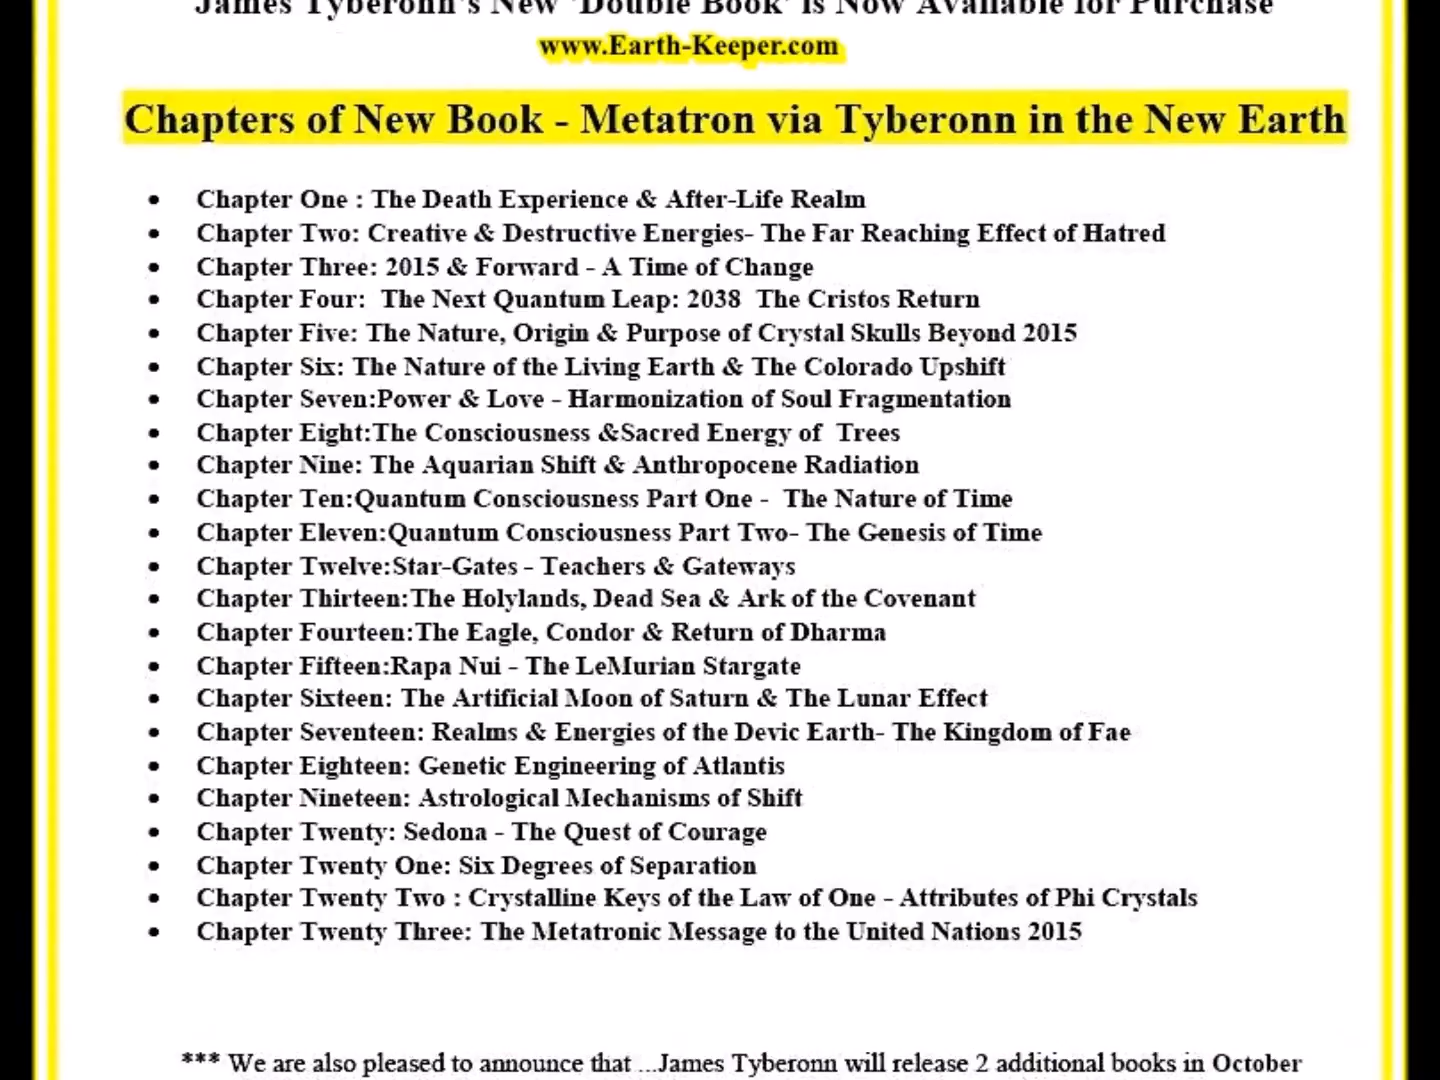 James Tyberonn's New 'Double Book' is Now Available for Purchase
www.Earth-Keeper.com
Chapters of New Book - Metatron via Tyberonn in the New Earth
• Chapter One : The Death Experience & After-Life Realm
• Chapter Two: Creative & Destructive Energies- The Far Reaching Effect of Hatred
• Chapter Three: 2015 & Forward - A Time of Change
• Chapter Four: The Next Quantum Leap: 2038 The Cristos Return
• Chapter Five: The Nature, Origin & Purpose of Crystal Skulls Beyond 2015
• Chapter Six: The Nature of the Living Earth & The Colorado Upshift
• Chapter Seven:Power & Love - Harmonization of Soul Fragmentation
• Chapter Eight:The Consciousness &Sacred Energy of Trees
• Chapter Nine: The Aquarian Shift & Anthropocene Radiation
• Chapter Ten:Quantum Consciousness Part One - The Nature of Time
• Chapter Eleven:Quantum Consciousness Part Two- The Genesis of Time
• Chapter Twelve:Star-Gates - Teachers & Gateways
• Chapter Thirteen:The Holylands, Dead Sea & Ark of the Covenant
• Chapter Fourteen:The Eagle, Condor & Return of Dharma
• Chapter Fifteen:Rapa Nui - The LeMurian Stargate
• Chapter Sixteen: The Artificial Moon of Saturn & The Lunar Effect
• Chapter Seventeen: Realms & Energies of the Devic Earth- The Kingdom of Fae
• Chapter Eighteen: Genetic Engineering of Atlantis
• Chapter Nineteen: Astrological Mechanisms of Shift
• Chapter Twenty: Sedona - The Quest of Courage
• Chapter Twenty One: Six Degrees of Separation
• Chapter Twenty Two : Crystalline Keys of the Law of One - Attributes of Phi Crystals
• Chapter Twenty Three: The Metatronic Message to the United Nations 2015
*** We are also pleased to announce that ...James Tyberonn will release 2 additional books in October